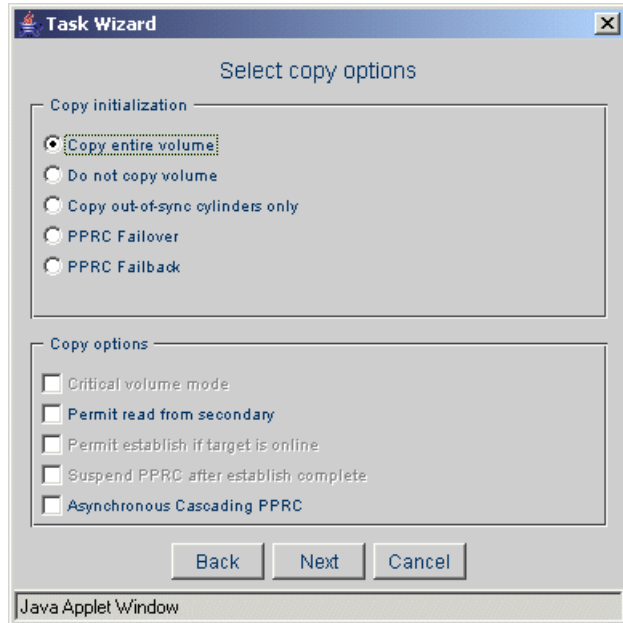 Task Wizard
Select copy options
Copy initialization
Copy entire volume
Do not copy volume
Copy out-of-sync cylinders only
PPRC Failover
PPRC Failback
Copy options
Critical volume mode
Permit read from secondary
Permit establish if target is online
Suspend PPRC after establish complete
Asynchronous Cascading PPRC
Back Next Cancel
Java Applet Window